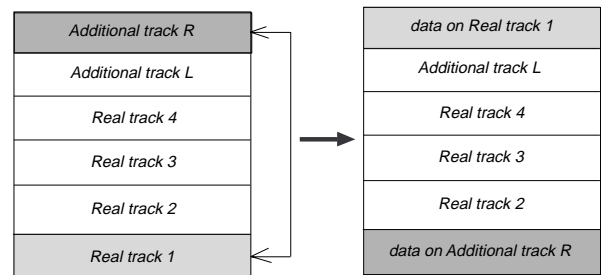 Additional track R
Additional track L
Real track 4
Real track 3
Real track 2
Real track 1
data on Real track 1
Additional track L
Real track 4
Real track 3
Real track 2
data on Additional track R